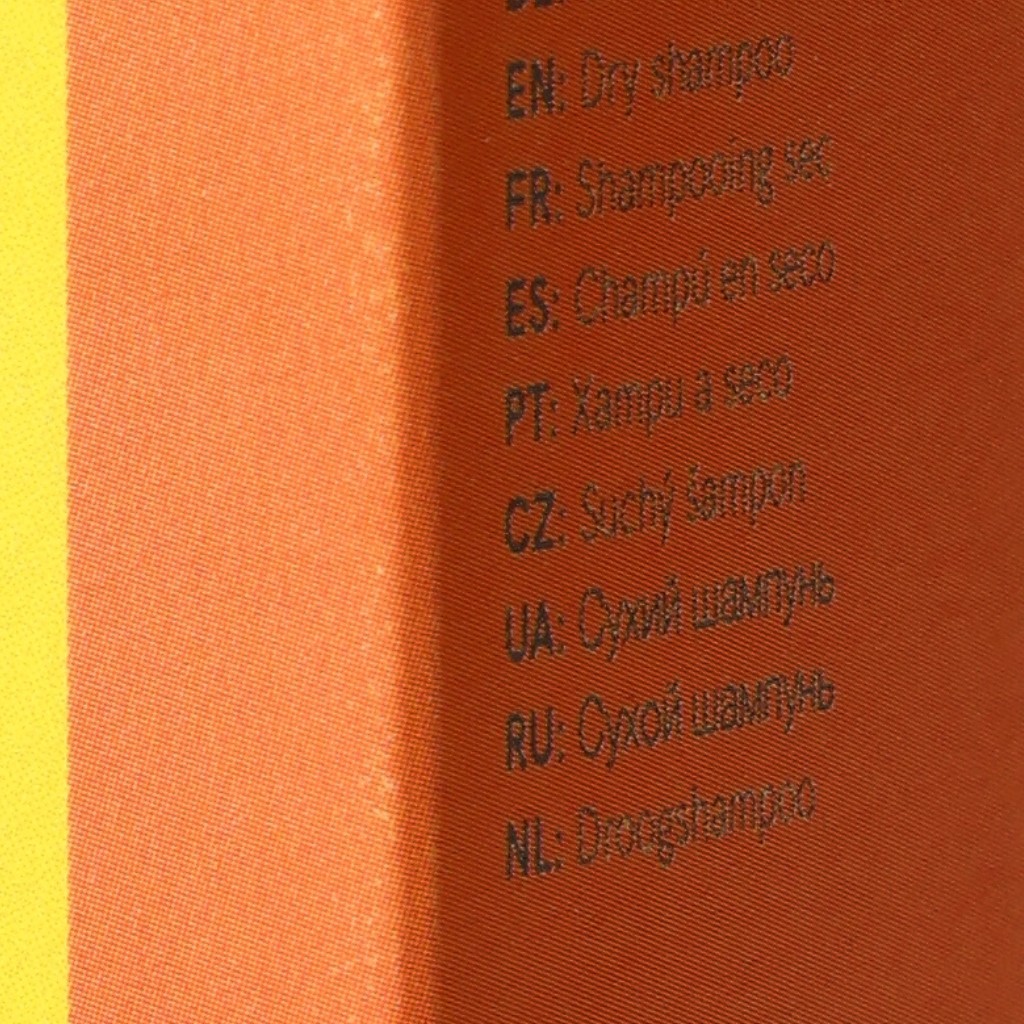 EN: Dry shampoo
FR: Shampooing sec
ES: Champú en seco
PT: Xampu a seco
CZ: Suchý šampon
UA: Сухий шампунь
RU: Сухой шампунь
NL: Droogshampoo